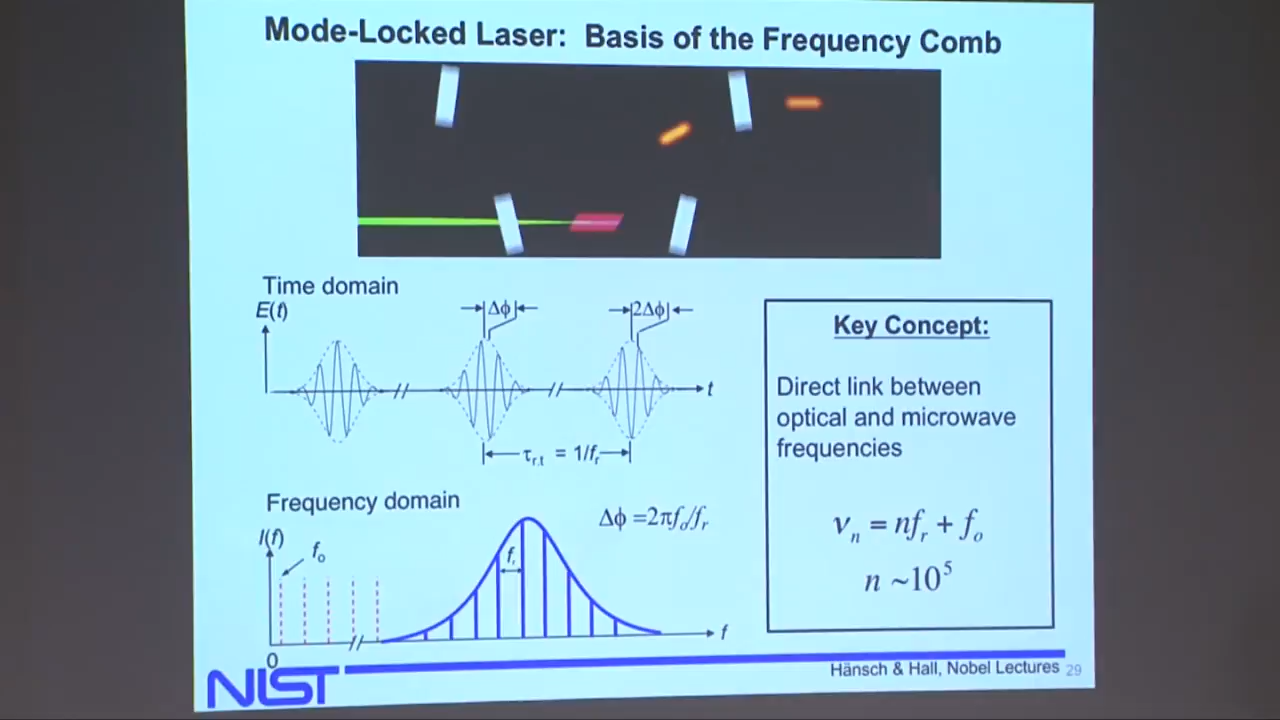 Mode-Locked Laser: Basis of the Frequency Comb
Time domain
E(t)
Δϕ
2Δϕ
t
τr.t = 1/fr
Frequency domain
Δϕ =2πfo/fr
I(f)
fo
fr
f
0
Key Concept:
Direct link between
optical and microwave
frequencies
νn = nfr + fo
n ~10⁵
NIST
Hänsch & Hall, Nobel Lectures 29